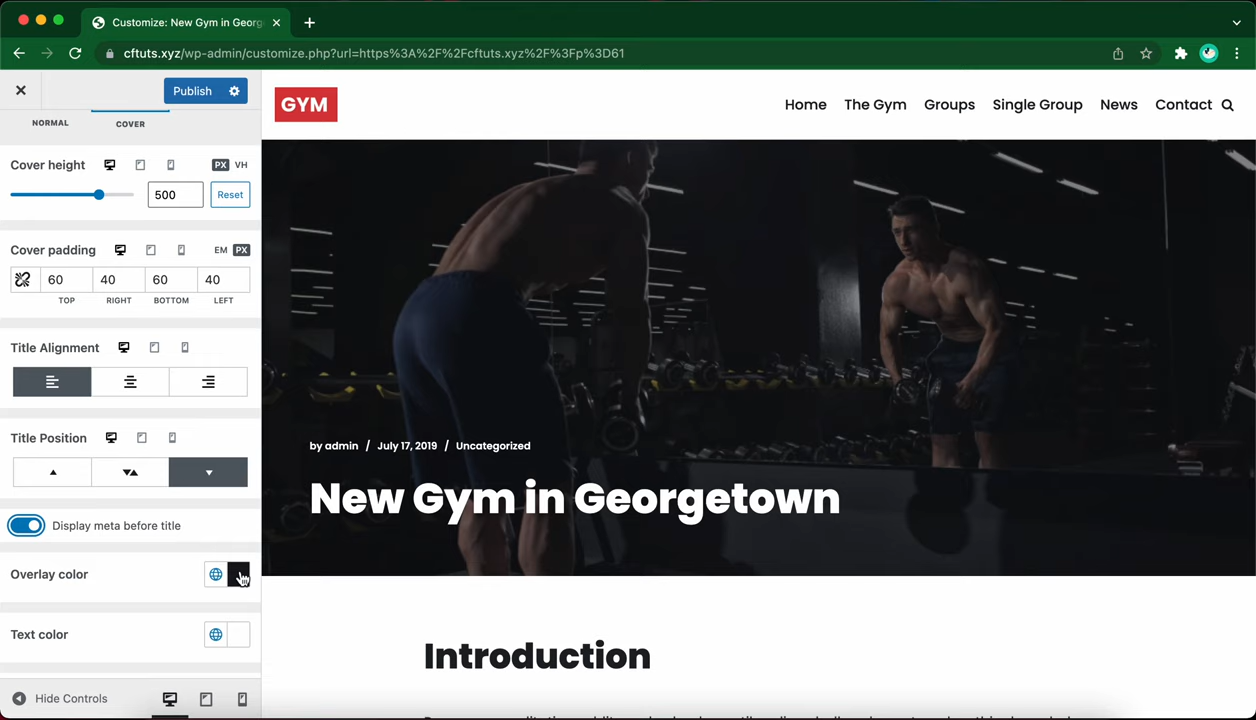 Customize: New Gym in Georg
cftuts.xyz/wp-admin/customize.php?url=https%3A%2F%2Fcftuts.xyz%2F%3Fp%3D61
Publish
NORMAL
COVER
Cover height
PX VH
500
Reset
Cover padding
EM PX
60 40 60 40
TOP RIGHT BOTTOM LEFT
Title Alignment
Title Position
Display meta before title
Overlay color
Text color
Hide Controls
GYM
Home The Gym Groups Single Group News Contact
by admin / July 17, 2019 / Uncategorized
New Gym in Georgetown
Introduction